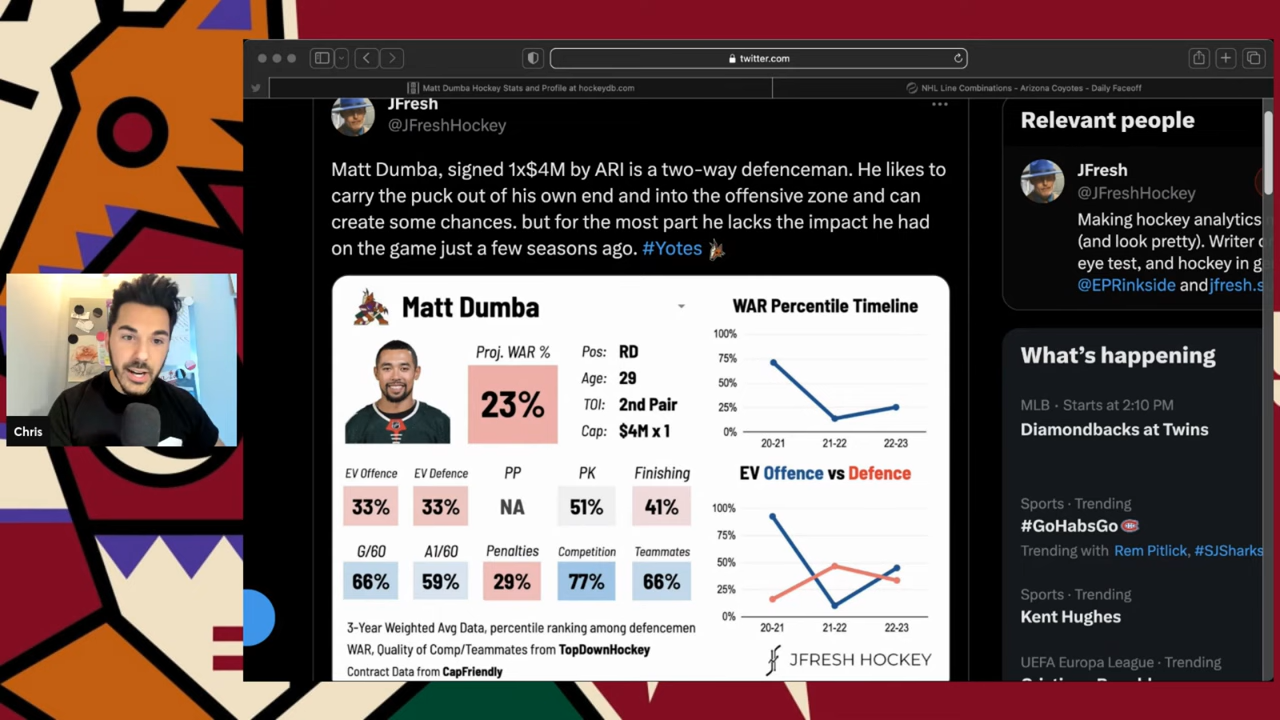 twitter.com
Matt Dumba Hockey Stats and Profile at hockeydb.com
NHL Line Combinations - Arizona Coyotes - Daily Faceoff
JFresh
@JFreshHockey
Matt Dumba, signed 1x$4M by ARI is a two-way defenceman. He likes to
carry the puck out of his own end and into the offensive zone and can
create some chances. but for the most part he lacks the impact he had
on the game just a few seasons ago. #Yotes
Matt Dumba
Proj. WAR %
23%
Pos: RD
Age: 29
TOI: 2nd Pair
Cap: $4M x 1
EV Offence EV Defence PP PK Finishing
33% 33% NA 51% 41%
G/60 A1/60 Penalties Competition Teammates
66% 59% 29% 77% 66%
3-Year Weighted Avg Data, percentile ranking among defencemen
WAR, Quality of Comp/Teammates from TopDownHockey
Contract Data from CapFriendly
WAR Percentile Timeline
100%
75%
50%
25%
0%
20-21 21-22 22-23
EV Offence vs Defence
100%
75%
50%
25%
0%
20-21 21-22 22-23
JFRESH HOCKEY
Relevant people
JFresh
@JFreshHockey
Making hockey analytics
(and look pretty). Writer
eye test, and hockey in
@EPRinkside and jfresh.s
What's happening
MLB · Starts at 2:10 PM
Diamondbacks at Twins
Sports · Trending
#GoHabsGo
Trending with Rem Pitlick, #SJSharks
Sports · Trending
Kent Hughes
UEFA Europa League · Trending
Chris